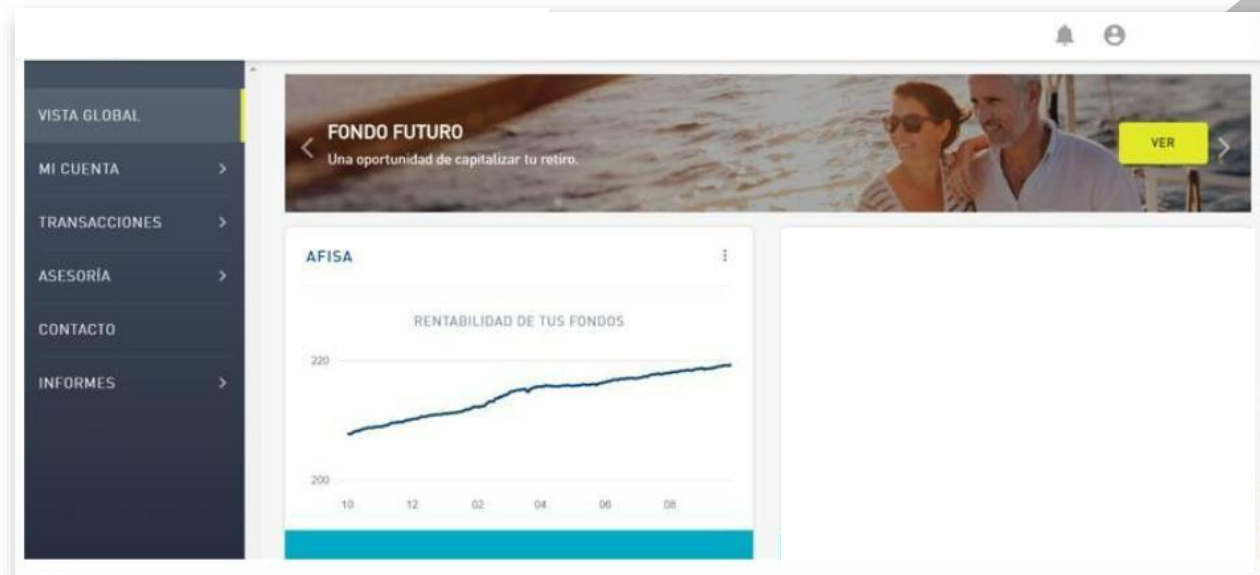 VISTA GLOBAL
MI CUENTA
TRANSACCIONES
ASESORÍA
CONTACTO
INFORMES
FONDO FUTURO
Una oportunidad de capitalizar tu retiro.
VER
AFISA
RENTABILIDAD DE TUS FONDOS
220
200
10 12 02 04 06 08